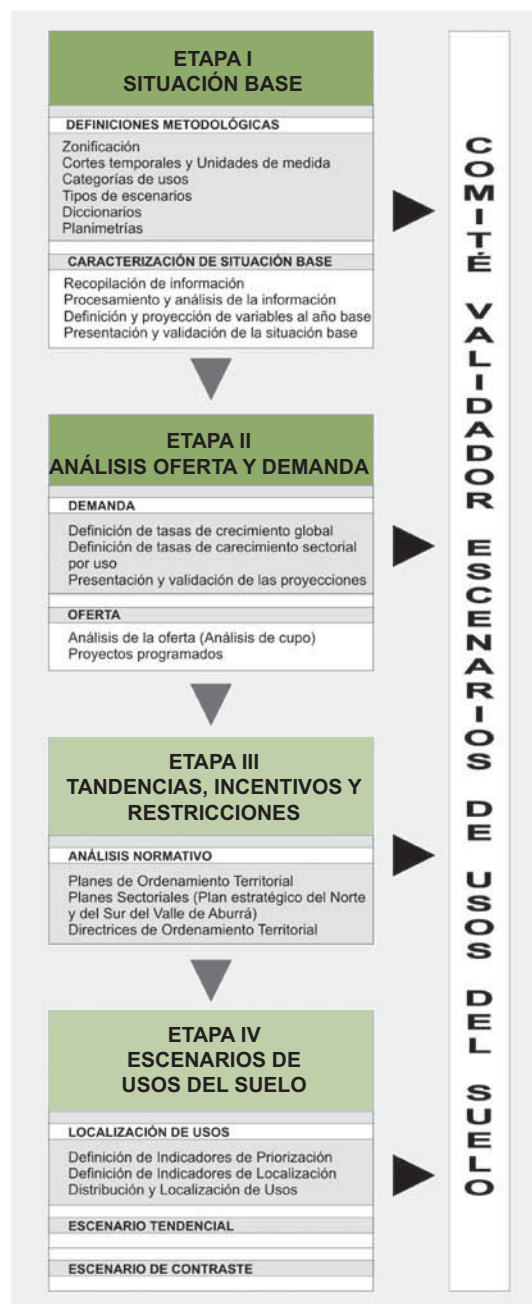 ETAPA I
SITUACIÓN BASE
DEFINICIONES METODOLÓGICAS
Zonificación
Cortes temporales y Unidades de medida
Categorías de usos
Tipos de escenarios
Diccionarios
Planimetrías
CARACTERIZACIÓN DE SITUACIÓN BASE
Recopilación de información
Procesamiento y análisis de la información
Definición y proyección de variables al año base
Presentación y validación de la situación base
ETAPA II
ANÁLISIS OFERTA Y DEMANDA
DEMANDA
Definición de tasas de crecimiento global
Definición de tasas de carecimiento sectorial
por uso
Presentación y validación de las proyecciones
OFERTA
Análisis de la oferta (Análisis de cupo)
Proyectos programados
ETAPA III
TANDENCIAS, INCENTIVOS Y
RESTRICCIONES
ANÁLISIS NORMATIVO
Planes de Ordenamiento Territorial
Planes Sectoriales (Plan estratégico del Norte
y del Sur del Valle de Aburrá)
Directrices de Ordenamiento Territorial
ETAPA IV
ESCENARIOS DE
USOS DEL SUELO
LOCALIZACIÓN DE USOS
Definición de Indicadores de Priorización
Definición de Indicadores de Localización
Distribución y Localización de Usos
ESCENARIO TENDENCIAL
ESCENARIO DE CONTRASTE
COMITÉ VALIDADOR ESCENARIOS DE USOS DEL SUELO